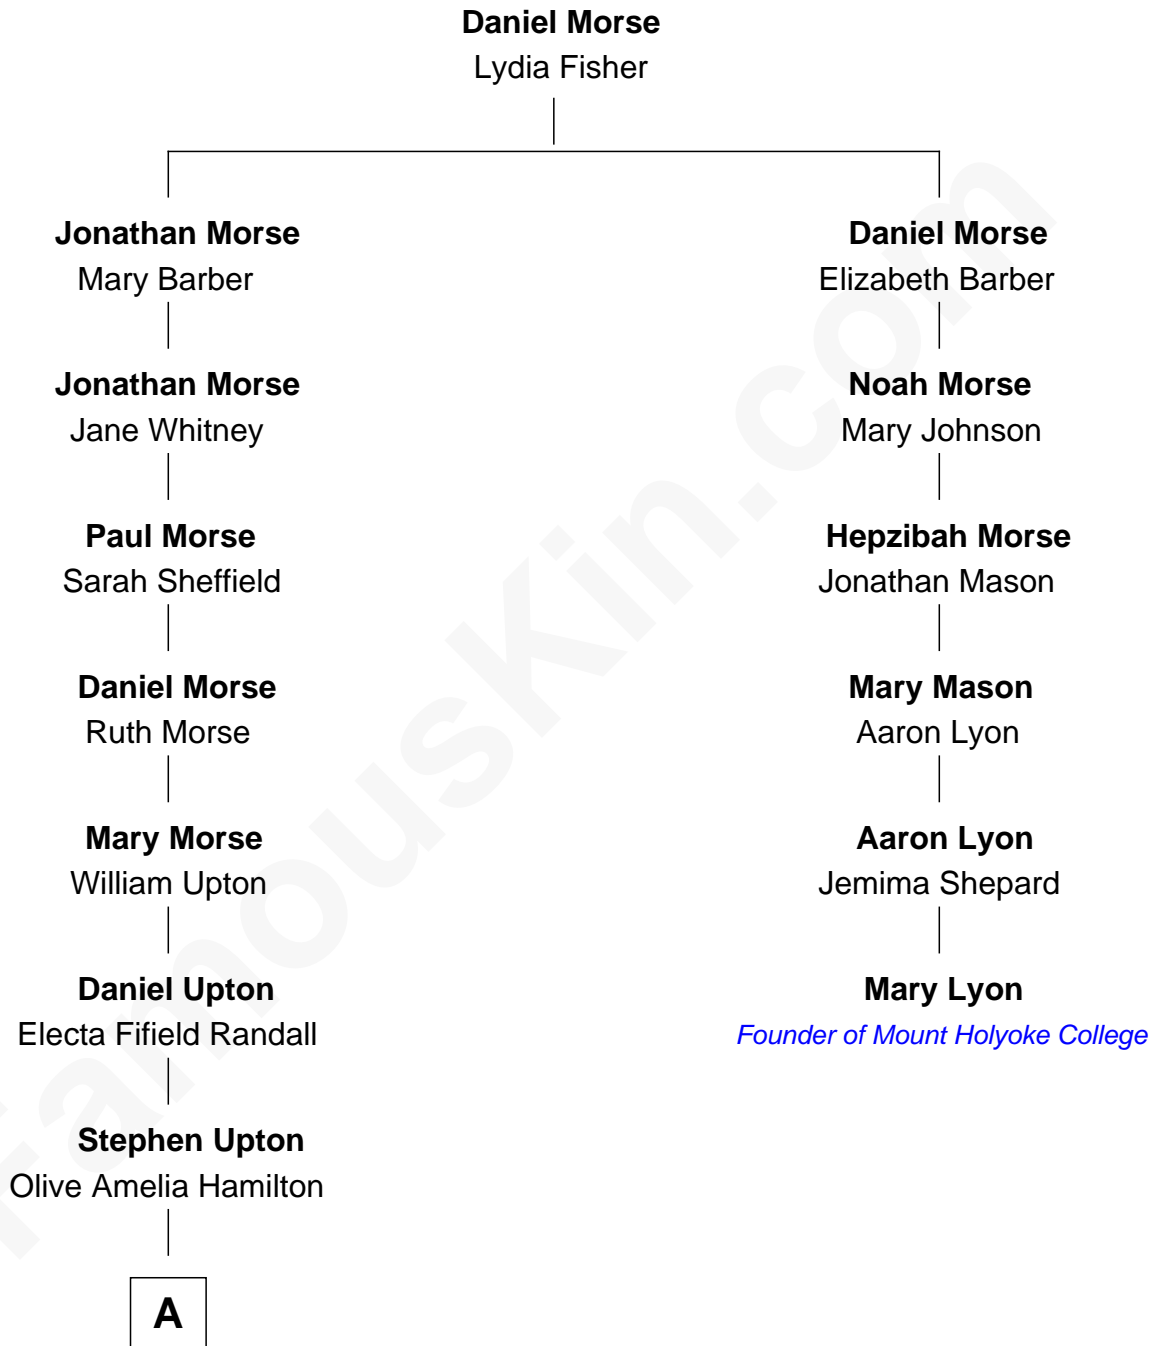 Daniel Morse
Lydia Fisher
Jonathan Morse
Mary Barber
Daniel Morse
Elizabeth Barber
Jonathan Morse
Jane Whitney
Noah Morse
Mary Johnson
Paul Morse
Sarah Sheffield
Hepzibah Morse
Jonathan Mason
Daniel Morse
Ruth Morse
Mary Mason
Aaron Lyon
Mary Morse
William Upton
Aaron Lyon
Jemima Shepard
Daniel Upton
Electa Fifield Randall
Mary Lyon
Founder of Mount Holyoke College
Stephen Upton
Olive Amelia Hamilton
A
FamousKin.com